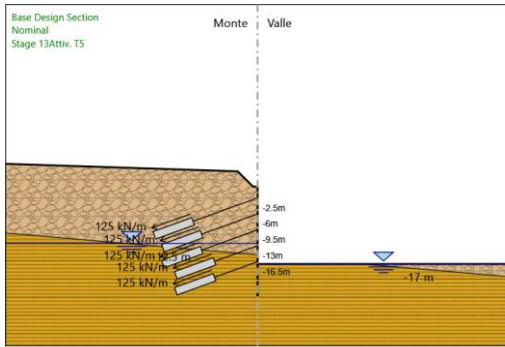 Base Design Section
Nominal
Stage 13Attiv. T5
Monte
Valle
-2.5m
125 kN/m
-6m
125 kN/m
-9.5m
125 kN/m
-13m
125 kN/m
-16.5m
125 kN/m
-17 m